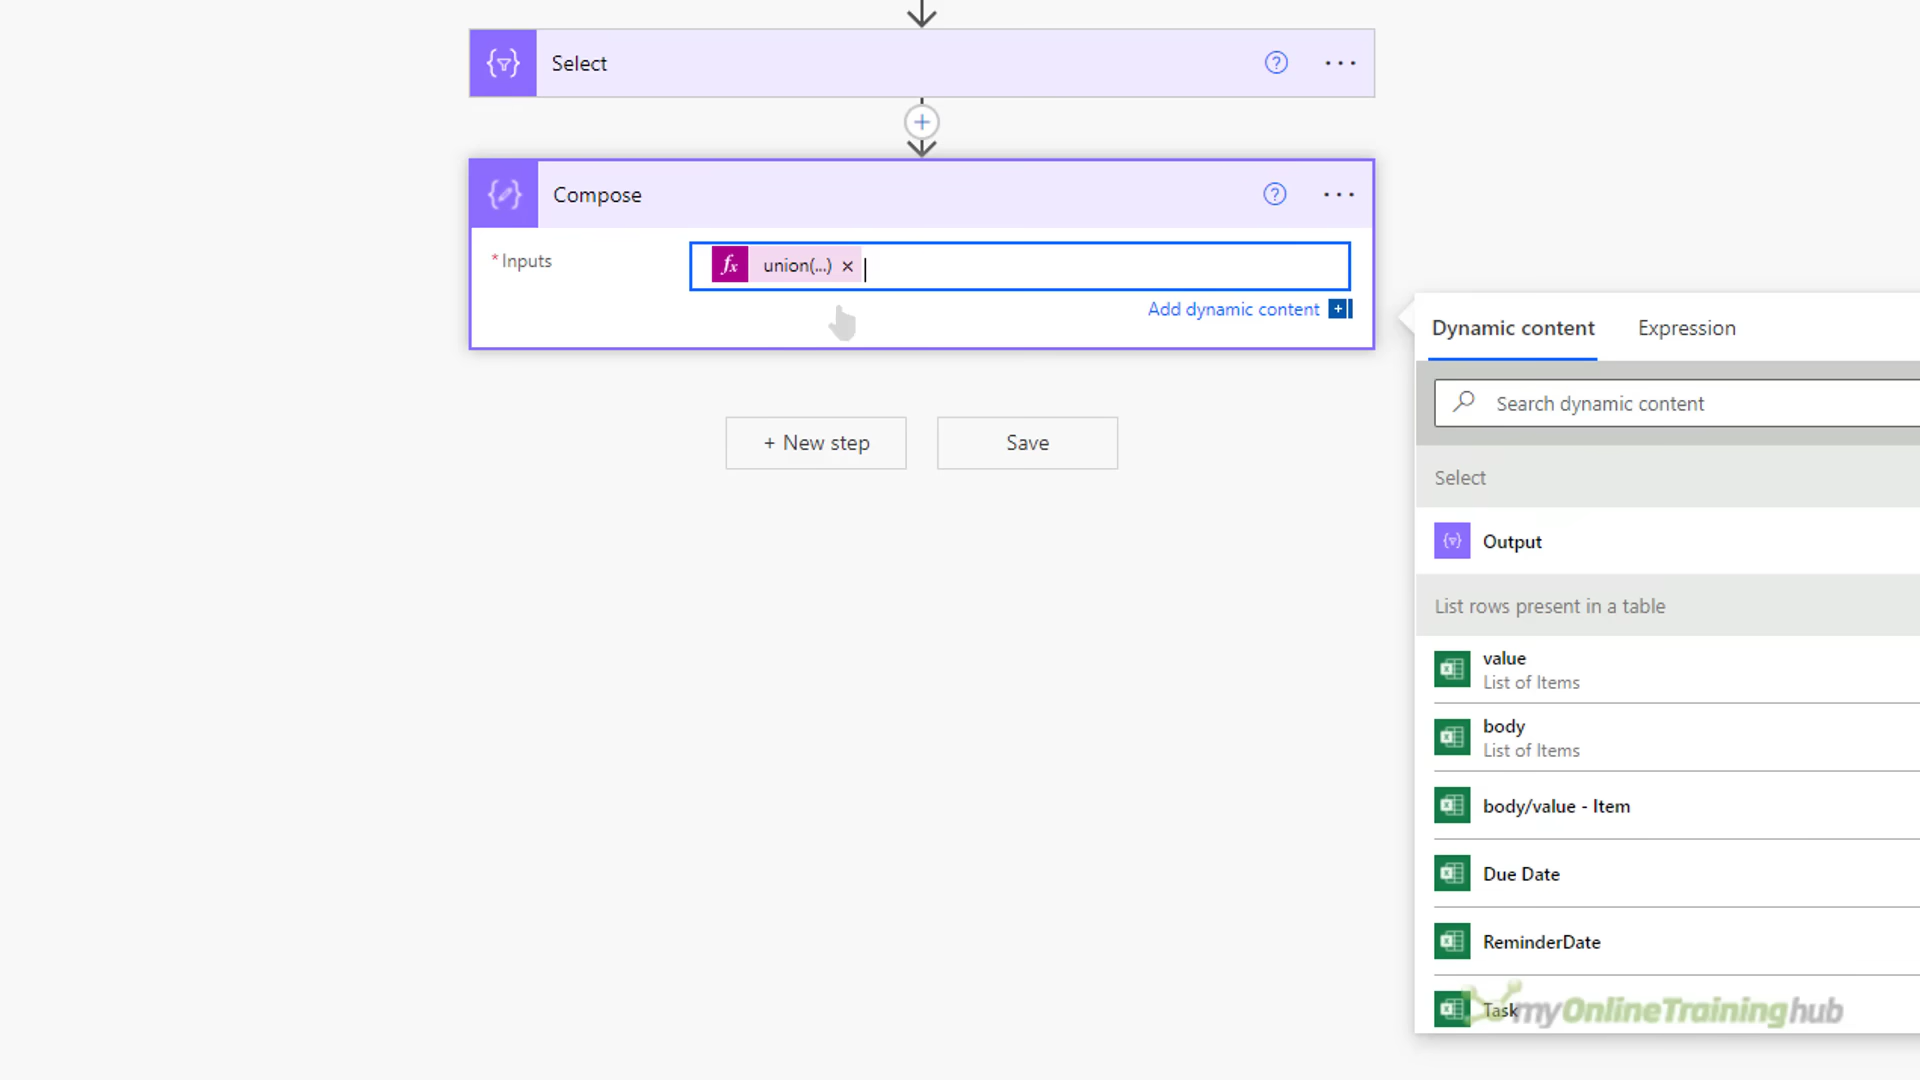 Select
Compose
* Inputs
fx union(...) ×
Add dynamic content
+ New step
Save
Dynamic content
Expression
Search dynamic content
Select
Output
List rows present in a table
value
List of Items
body
List of Items
body/value - Item
Due Date
ReminderDate
Task
myOnlineTraininghub